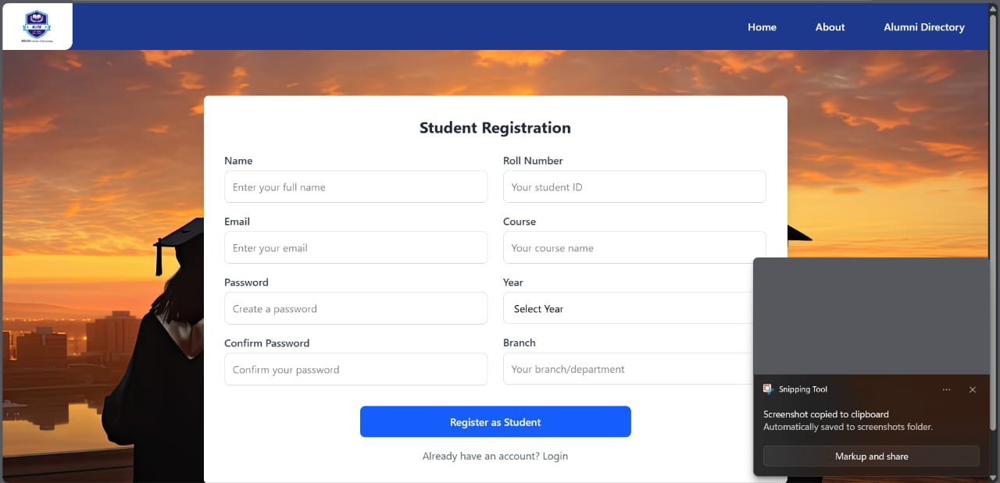 Home About Alumni Directory
Student Registration
Name
Enter your full name
Roll Number
Your student ID
Email
Enter your email
Course
Your course name
Password
Create a password
Year
Select Year
Confirm Password
Confirm your password
Branch
Your branch/department
Register as Student
Already have an account? Login
Snipping Tool
Screenshot copied to clipboard
Automatically saved to screenshots folder.
Markup and share